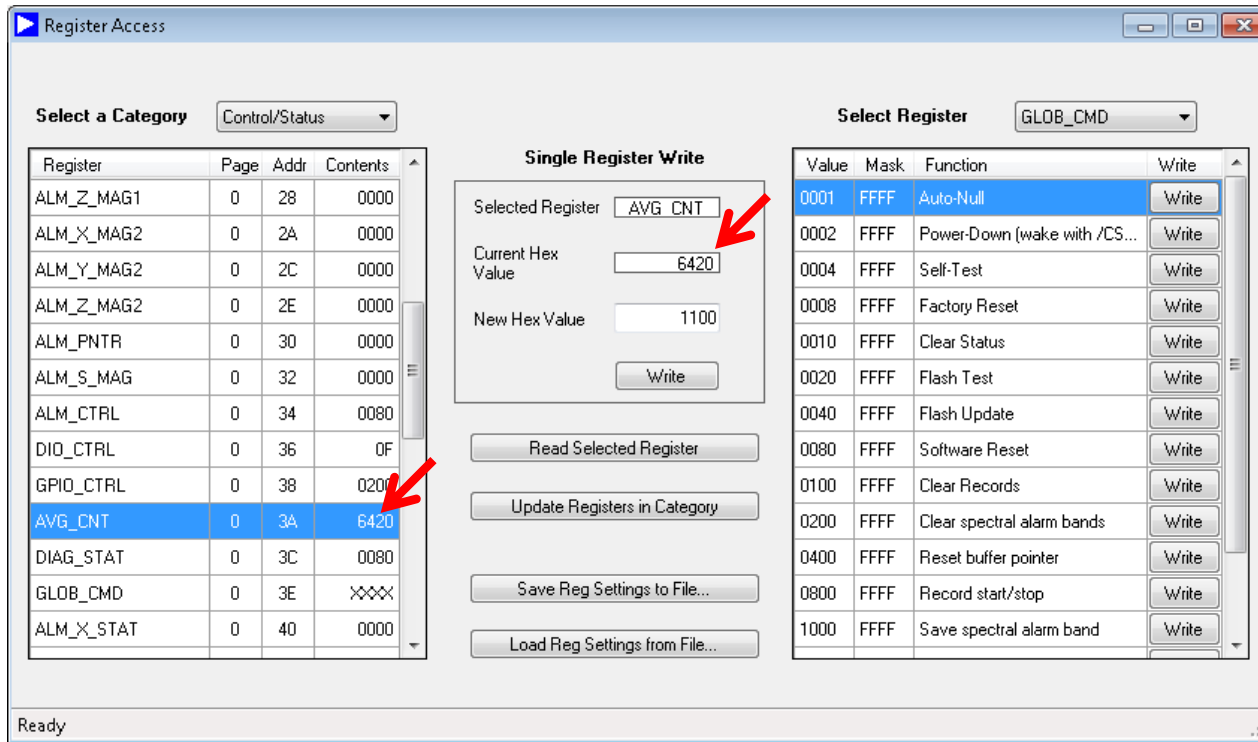 Register Access
Select a Category Control/Status
Select Register GLOB_CMD
Register Page Addr Contents
ALM_Z_MAG1 0 28 0000
ALM_X_MAG2 0 2A 0000
ALM_Y_MAG2 0 2C 0000
ALM_Z_MAG2 0 2E 0000
ALM_PNTR 0 30 0000
ALM_S_MAG 0 32 0000
ALM_CTRL 0 34 0080
DIO_CTRL 0 36 0F
GPIO_CTRL 0 38 0200
AVG_CNT 0 3A 6420
DIAG_STAT 0 3C 0080
GLOB_CMD 0 3E XXXX
ALM_X_STAT 0 40 0000
Single Register Write
Selected Register AVG_CNT
Current Hex
Value 6420
New Hex Value 1100
Write
Read Selected Register
Update Registers in Category
Save Reg Settings to File...
Load Reg Settings from File...
Value Mask Function Write
0001 FFFF Auto-Null Write
0002 FFFF Power-Down (wake with /CS... Write
0004 FFFF Self-Test Write
0008 FFFF Factory Reset Write
0010 FFFF Clear Status Write
0020 FFFF Flash Test Write
0040 FFFF Flash Update Write
0080 FFFF Software Reset Write
0100 FFFF Clear Records Write
0200 FFFF Clear spectral alarm bands Write
0400 FFFF Reset buffer pointer Write
0800 FFFF Record start/stop Write
1000 FFFF Save spectral alarm band Write
Ready